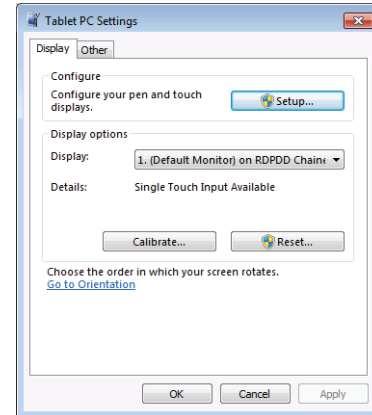 Tablet PC Settings
Display Other
Configure
Configure your pen and touch
displays.
Setup...
Display options
Display: 1. (Default Monitor) on RDPDD Chaine
Details: Single Touch Input Available
Calibrate... Reset...
Choose the order in which your screen rotates.
Go to Orientation
OK Cancel Apply